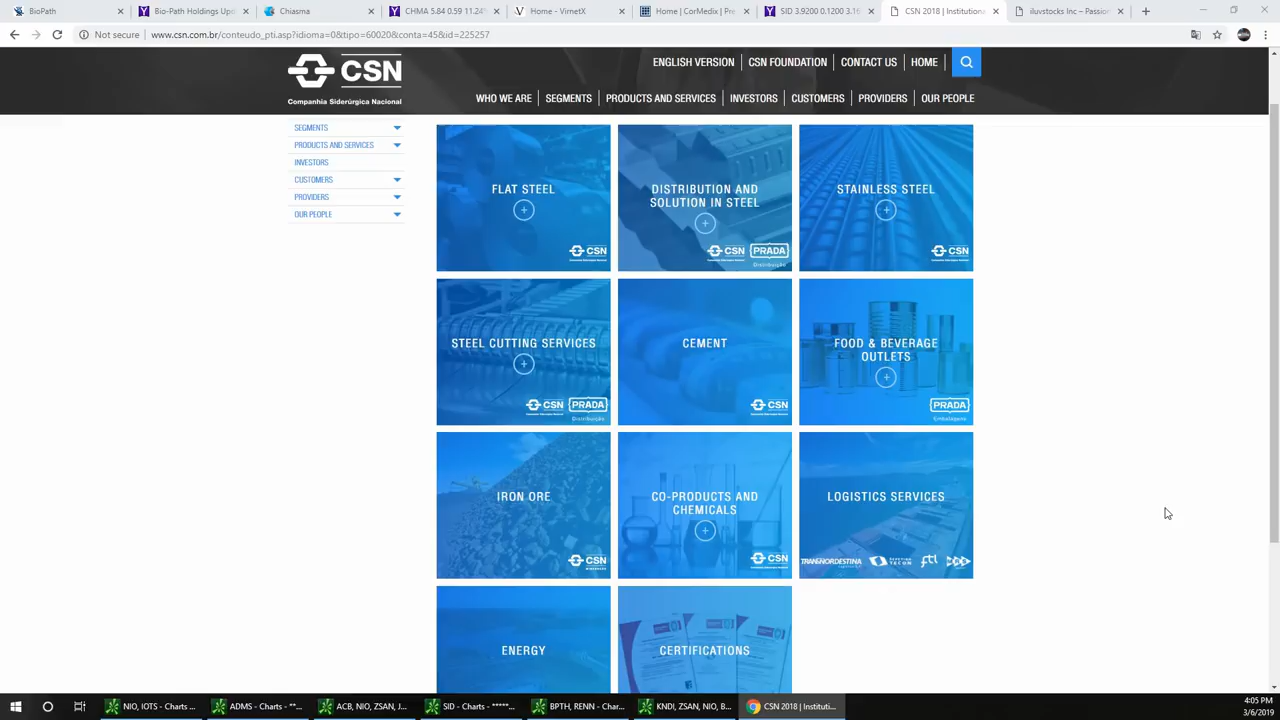 BioPath
Bio-Path Holdings Upd
Chiasma
CHMA 5.84 0.59 11.24%
Home - VirnetX
Home | CorMedix | Pre
SID 3.9200 0.1200 3.16
CSN 2018 | Institutiona
iluvstocks Inc – Passion
Not secure
www.csn.com.br/conteudo_pti.asp?idioma=0&tipo=60020&conta=45&id=225257
CSN
Companhia Siderúrgica Nacional
ENGLISH VERSION
CSN FOUNDATION
CONTACT US
HOME
WHO WE ARE
SEGMENTS
PRODUCTS AND SERVICES
INVESTORS
CUSTOMERS
PROVIDERS
OUR PEOPLE
SEGMENTS
PRODUCTS AND SERVICES
INVESTORS
CUSTOMERS
PROVIDERS
OUR PEOPLE
FLAT STEEL
CSN
DISTRIBUTION AND
SOLUTION IN STEEL
CSN PRADA
Distribuição
STAINLESS STEEL
CSN
STEEL CUTTING SERVICES
CSN PRADA
Distribuição
CEMENT
CSN
FOOD & BEVERAGE
OUTLETS
PRADA
Embalagens
IRON ORE
CSN
CO-PRODUCTS AND
CHEMICALS
CSN
LOGISTICS SERVICES
TRANSNORDESTINA
SEPETIBA
TECON
ftl
ENERGY
CERTIFICATIONS
NIO, IOTS - Charts ...
ADMS - Charts - **...
ACB, NIO, ZSAN, J...
SID - Charts - *****...
BPTH, RENN - Char...
KNDI, ZSAN, NIO, B...
CSN 2018 | Instituti...
4:05 PM
3/6/2019